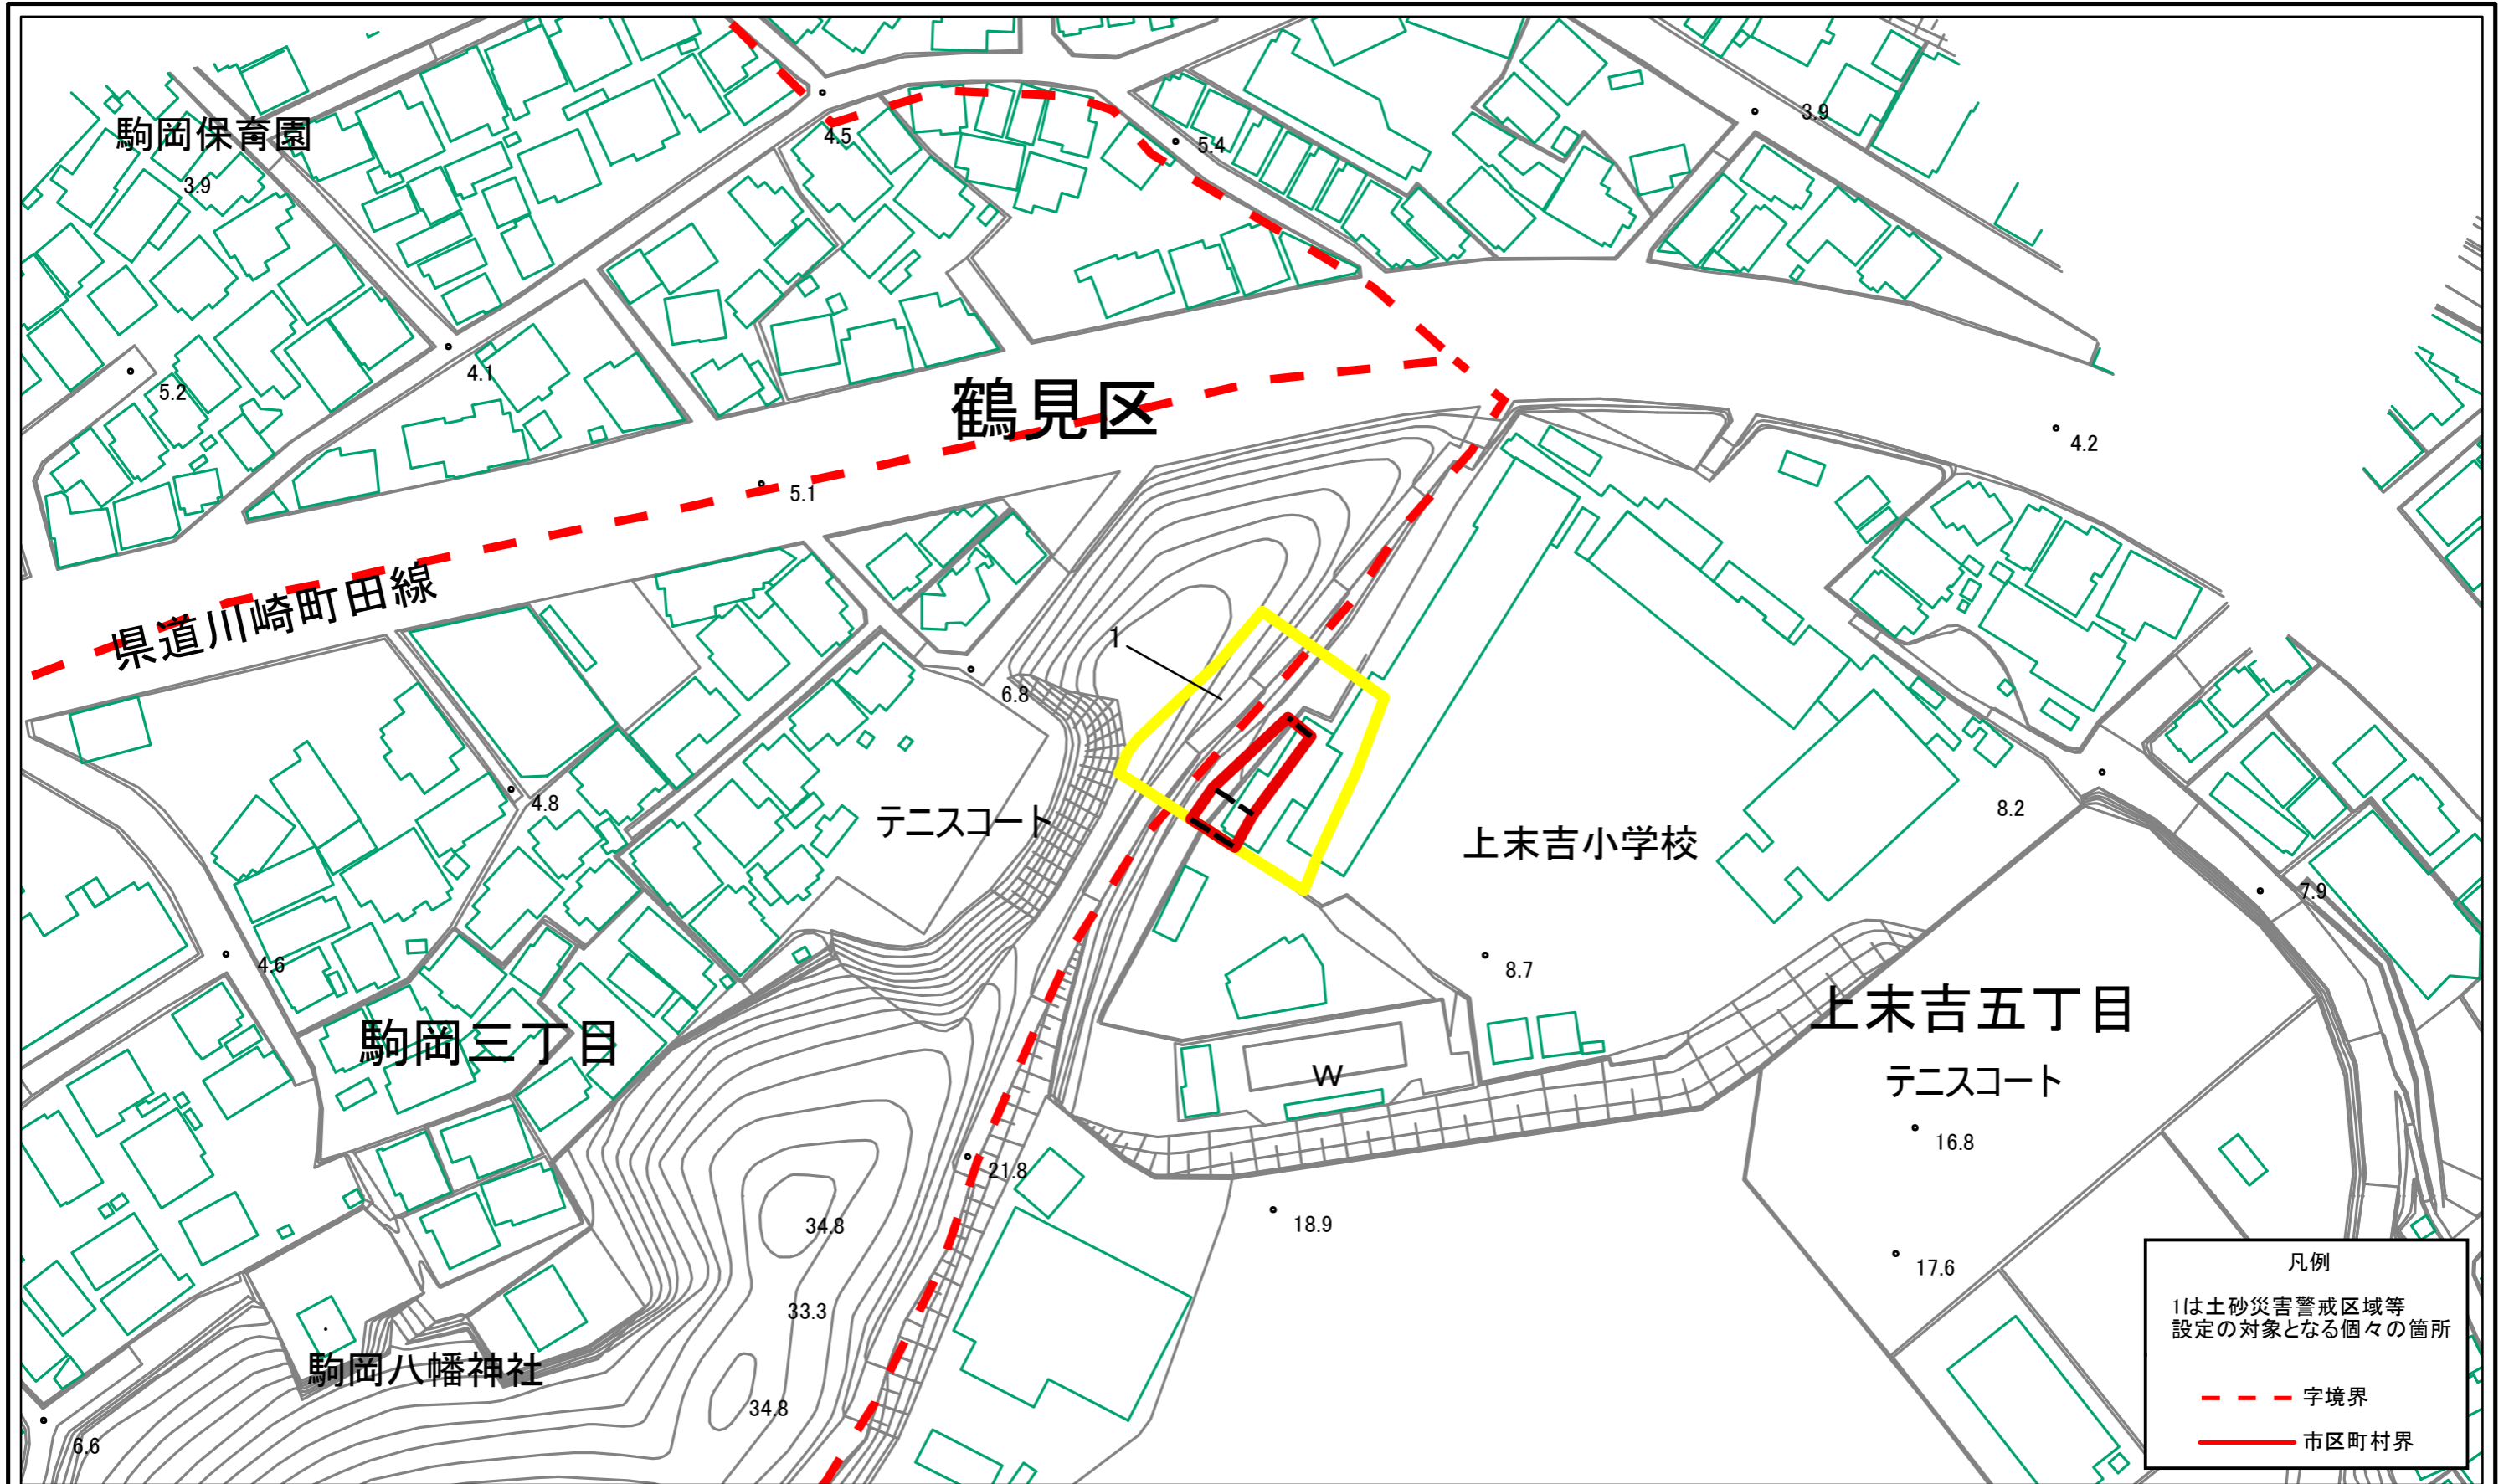 駒岡保育園
3.9
4.5
5.4
3.9
5.2
4.1
鶴見区
4.2
5.1
県道川崎町田線
1
6.8
4.8
テニスコート
8.2
上末吉小学校
7.9
4.6
8.7
上末吉五丁目
駒岡三丁目
W
テニスコート
16.8
21.8
34.8
18.9
17.6
33.3
駒岡八幡神社
34.8
6.6
凡例
1は土砂災害警戒区域等
設定の対象となる個々の箇所
字境界
市区町村界